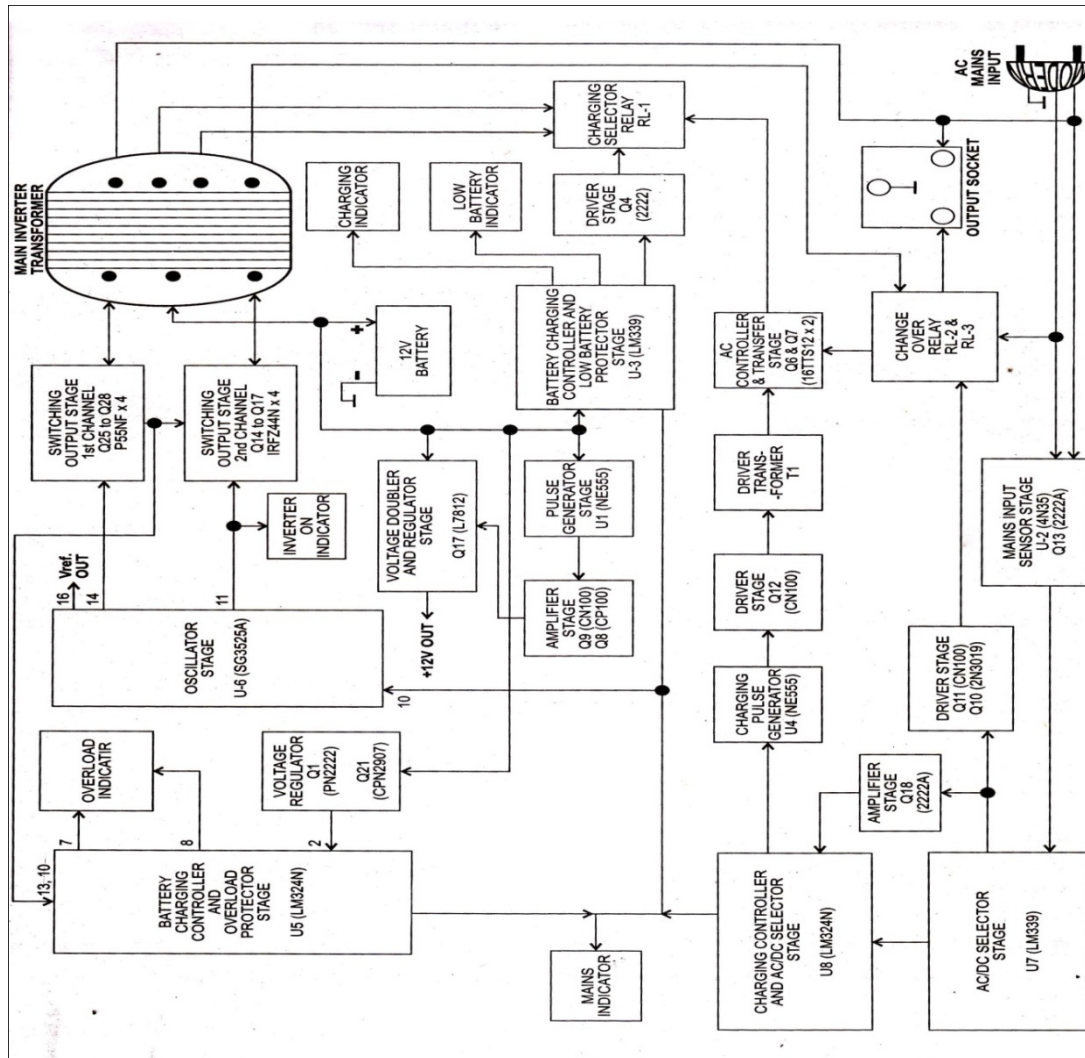 MAIN INVERTER
TRANSFORMER
AC
MAINS
INPUT
CHARGING
SELECTOR
RELAY
RL-1
CHARGING
INDICATOR
LOW
BATTERY
INDICATOR
DRIVER
STAGE
Q4
(2222)
OUTPUT SOCKET
SWITCHING
OUTPUT STAGE
1st CHANNEL
Q25 to Q28
P55NF x 4
SWITCHING
OUTPUT STAGE
2nd CHANNEL
Q14 to Q17
IRFZ44N x 4
+
-
12V
BATTERY
BATTERY CHARGING
CONTROLLER AND
LOW BATTERY
PROTECTOR
STAGE
U-3 (LM339)
AC
CONTROLLER
& TRANSFER
STAGE
Q6 & Q7
(16TTS12 x 2)
CHANGE
OVER
RELAY
RL-2 &
RL-3
INVERTER
ON
INDICATOR
VOLTAGE DOUBLER
AND REGULATOR
STAGE
Q17 (L7812)
PULSE
GENERATOR
STAGE
U1 (NE555)
DRIVER
TRANS-
-FORMER
T1
MAINS INPUT
SENSOR STAGE
U-2 (4N35)
Q13 (2222A)
Vref.
OUT
16
14
11
10
OSCILLATOR
STAGE
U-6 (SG3525A)
+12V OUT
AMPLIFIER
STAGE
Q9 (CN100)
Q8 (CP100)
DRIVER
STAGE
Q12
(CN100)
OVERLOAD
INDICATIR
VOLTAGE
REGULATOR
Q1
(PN2222)
Q21
(CPN2907)
CHARGING
PULSE
GENERATOR
U4 (NE555)
DRIVER STAGE
Q11 (CN100)
Q10 (2N3019)
AMPLIFIER
STAGE
Q18
(2222A)
13, 10
7
8
2
BATTERY
CHARGING
CONTROLLER
AND
OVERLOAD
PROTECTOR
STAGE
U5 (LM324N)
MAINS
INDICATOR
CHARGING CONTROLLER
AND AC/DC SELECTOR
STAGE
U8 (LM324N)
AC/DC SELECTOR
STAGE
U7 (LM339)